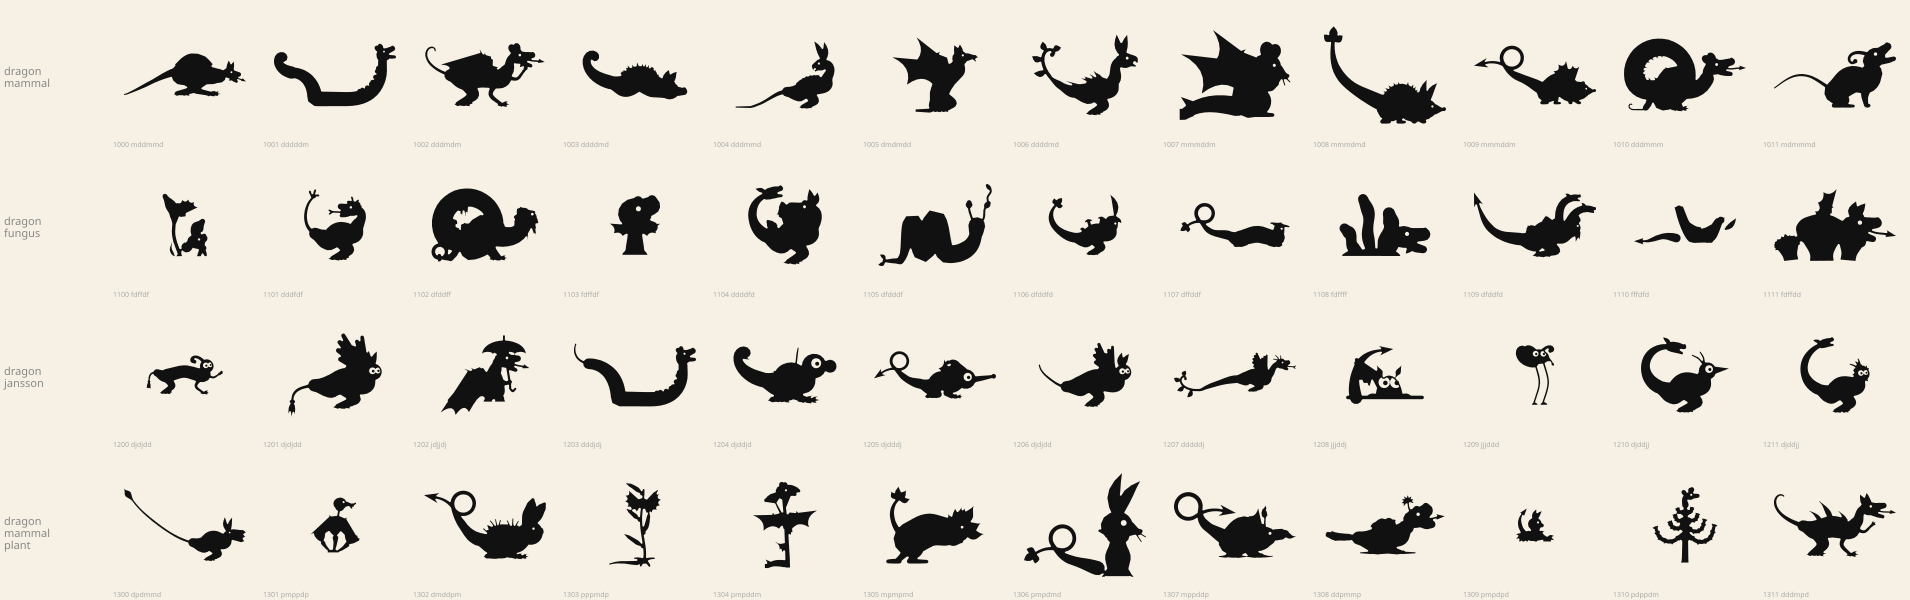 dragon
mammal
1000 mddmmd
1001 dddddm
1002 dddmdm
1003 ddddmd
1004 dddmmd
1005 dmdmdd
1006 ddddmd
1007 mmmddm
1008 mmmdmd
1009 mmmddm
1010 dddmmm
1011 mdmmmd
dragon
fungus
1100 fdffdf
1101 dddfdf
1102 dfddff
1103 fdffdf
1104 ddddfd
1105 dfdddf
1106 dfddfd
1107 dffddf
1108 fdffff
1109 dfddfd
1110 fffdfd
1111 fdffdd
dragon
jansson
1200 djdjdd
1201 djdjdd
1202 jdjjdj
1203 dddjdj
1204 djddjd
1205 djdddj
1206 djdjdd
1207 dddddj
1208 jjjddj
1209 jjjddd
1210 djddjj
1211 djddjj
dragon
mammal
plant
1300 dpdmmd
1301 pmppdp
1302 dmddpm
1303 pppmdp
1304 pmpddm
1305 mpmpmd
1306 pmpdmd
1307 mppddp
1308 ddpmmp
1309 pmpdpd
1310 pdppdm
1311 dddmpd